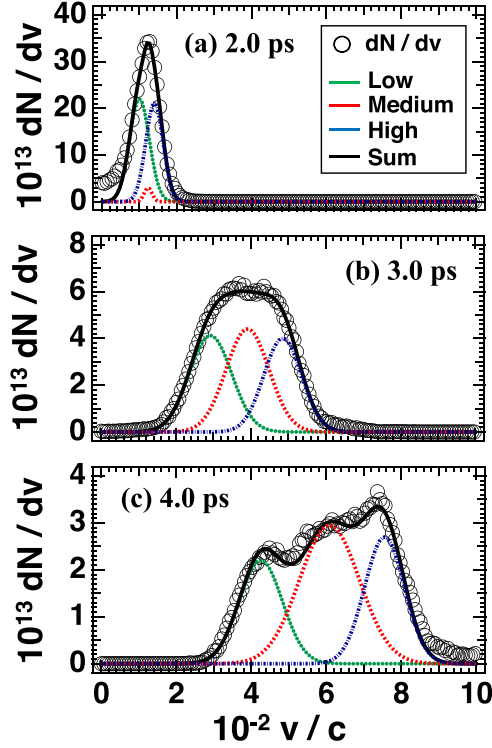 40
30
20
10
0
10¹³ dN / dv
(a) 2.0 ps
dN / dv
Low
Medium
High
Sum
8
6
4
2
0
10¹³ dN / dv
(b) 3.0 ps
4
3
2
1
0
10¹³ dN / dv
(c) 4.0 ps
0 2 4 6 8 10
10⁻² v / c